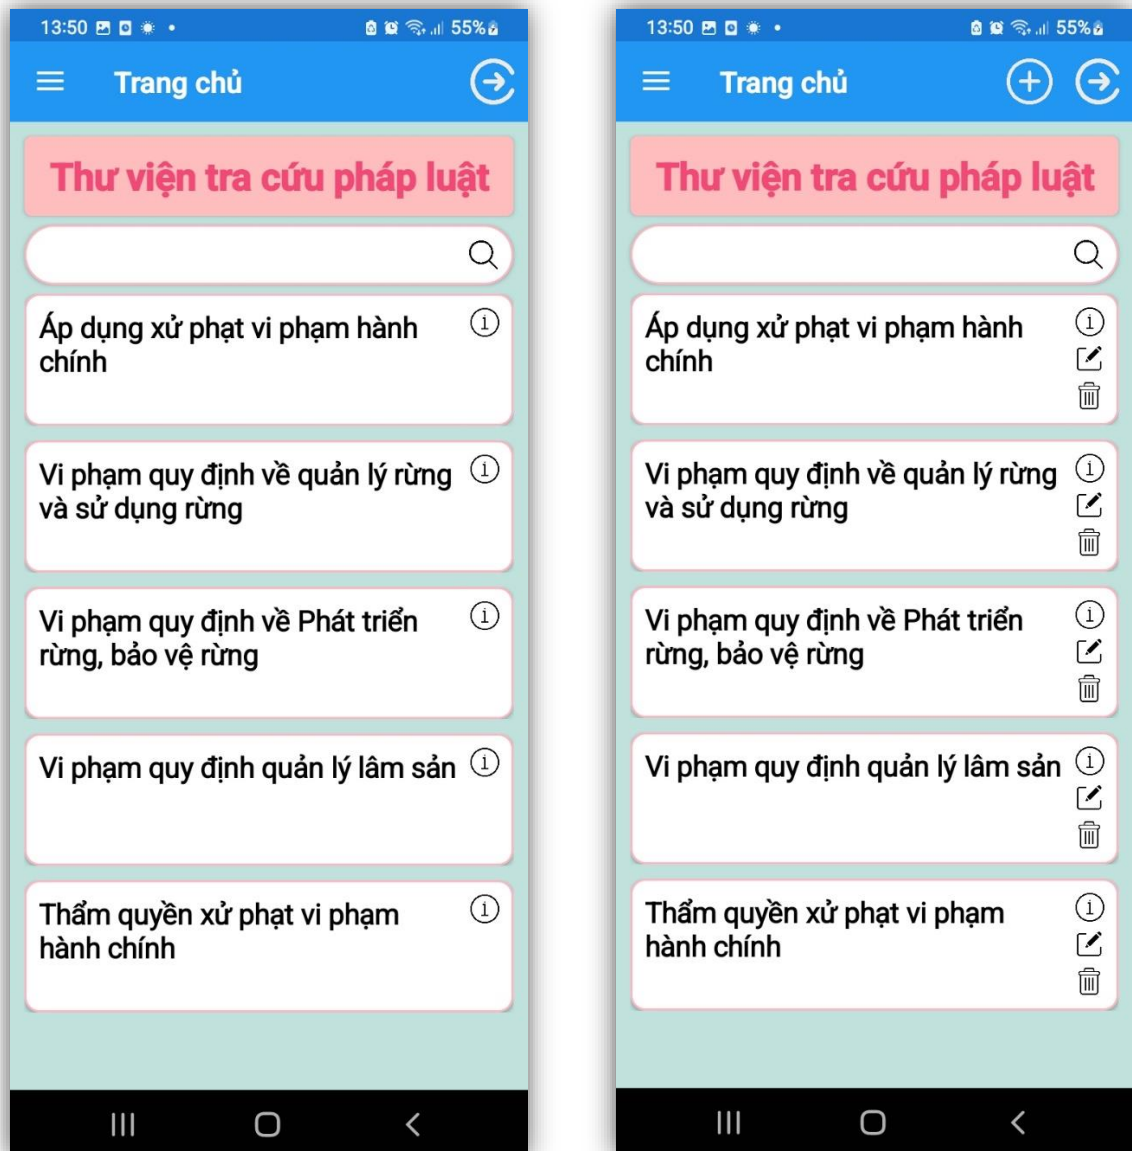 13:50
55%
Trang chủ
Thư viện tra cứu pháp luật
Áp dụng xử phạt vi phạm hành
chính
Vi phạm quy định về quản lý rừng
và sử dụng rừng
Vi phạm quy định về Phát triển
rừng, bảo vệ rừng
Vi phạm quy định quản lý lâm sản
Thẩm quyền xử phạt vi phạm
hành chính
13:50
55%
Trang chủ
Thư viện tra cứu pháp luật
Áp dụng xử phạt vi phạm hành
chính
Vi phạm quy định về quản lý rừng
và sử dụng rừng
Vi phạm quy định về Phát triển
rừng, bảo vệ rừng
Vi phạm quy định quản lý lâm sản
Thẩm quyền xử phạt vi phạm
hành chính